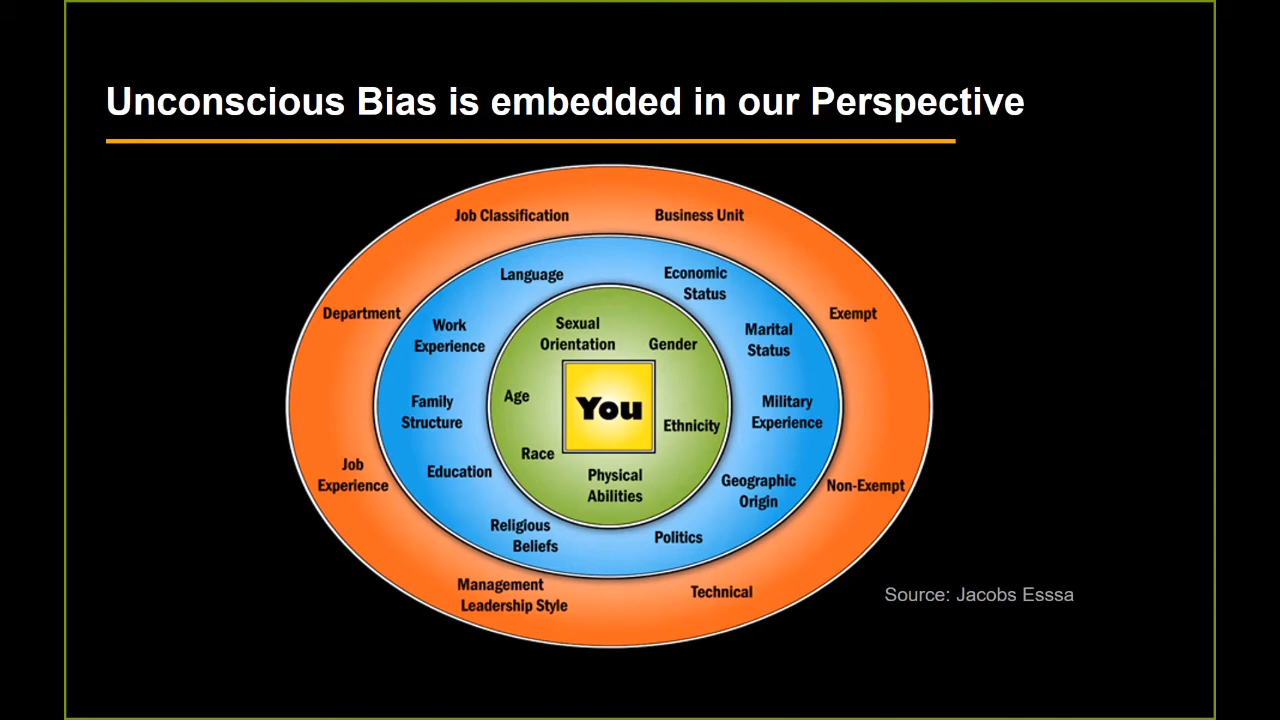 Unconscious Bias is embedded in our Perspective
Job Classification
Business Unit
Language
Economic
Status
Department
Exempt
Work
Experience
Sexual
Orientation
Gender
Marital
Status
Age
You
Family
Structure
Military
Experience
Ethnicity
Race
Job
Experience
Education
Physical
Abilities
Geographic
Origin
Non-Exempt
Religious
Beliefs
Politics
Management
Leadership Style
Technical
Source: Jacobs Esssa